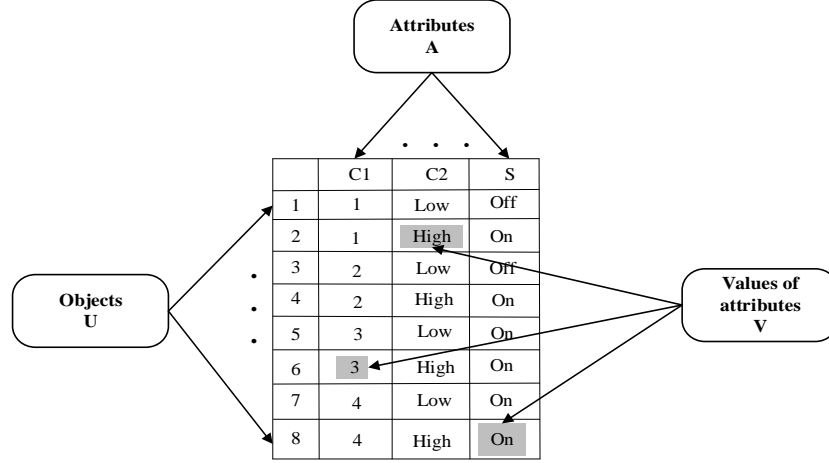 Attributes
A
. . .
C1 C2 S
1 1 Low Off
2 1 High On
3 2 Low Off
4 2 High On
5 3 Low On
6 3 High On
7 4 Low On
8 4 High On
Objects
U
Values of
attributes
V